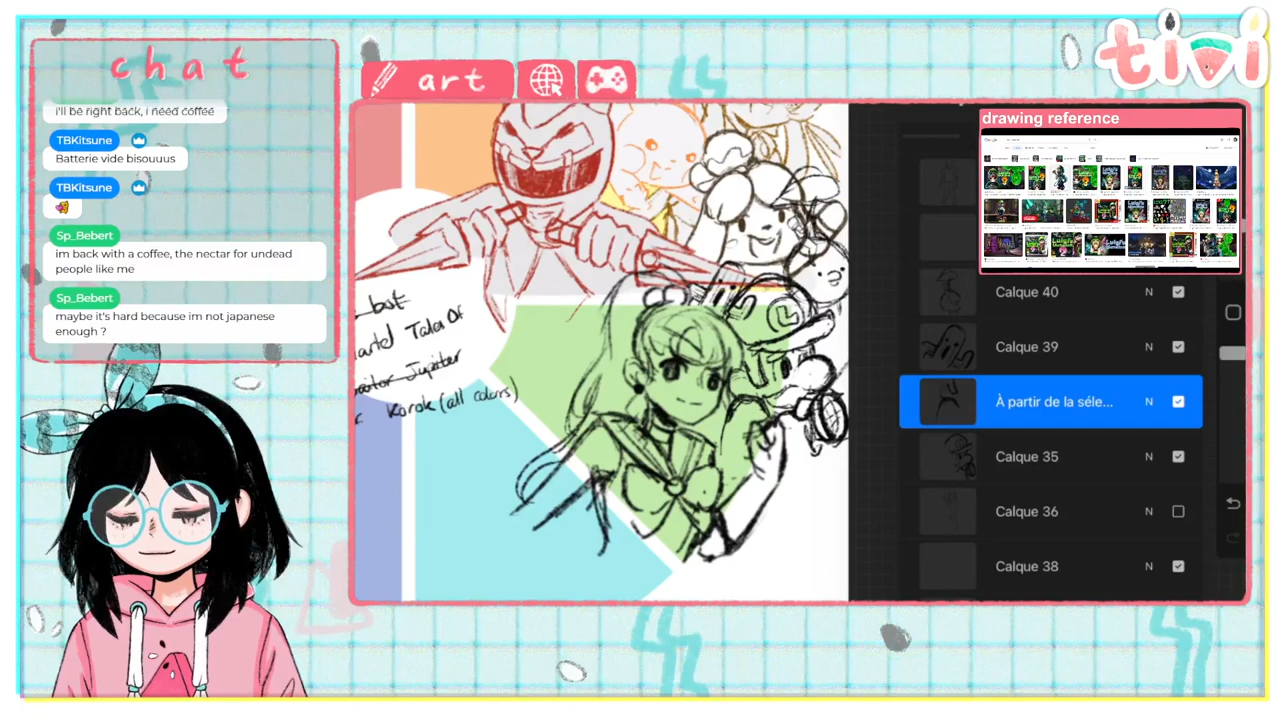 chat
i'll be right back, i need coffee
TBKitsune
Batterie vide bisouuus
TBKitsune
Sp_Bebert
im back with a coffee, the nectar for undead
people like me
Sp_Bebert
maybe it's hard because im not japanese
enough ?
art
tivi
drawing reference
bot
Tales Of
Jupiter
Korok (all colors)
L
Calque 40
N
Calque 39
N
À partir de la séle...
N
Calque 35
N
Calque 36
N
Calque 38
N